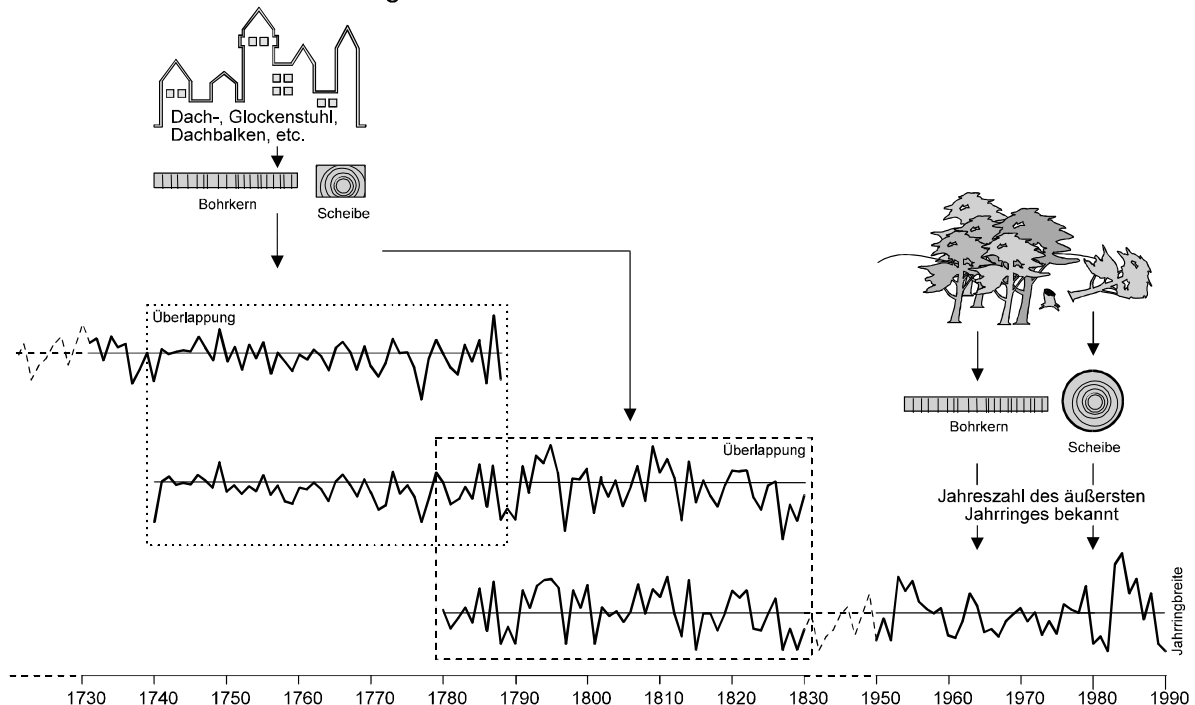 Dach-, Glockenstuhl,
Dachbalken, etc.
Bohrkern
Scheibe
Überlappung
Überlappung
Bohrkern
Scheibe
Jahreszahl des äußersten
Jahrringes bekannt
Jahrringbreite
1730 1740 1750 1760 1770 1780 1790 1800 1810 1820 1830 1950 1960 1970 1980 1990